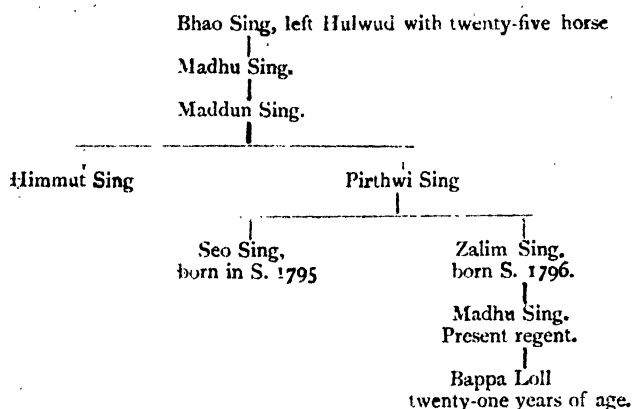 Bhao Sing, left Hulwud with twenty-five horse
Madhu Sing.
Maddun Sing.
Himmut Sing
Pirthwi Sing
Seo Sing,
born in S. 1795
Zalim Sing.
born S. 1796.
Madhu Sing.
Present regent.
Bappa Loll
twenty-one years of age.